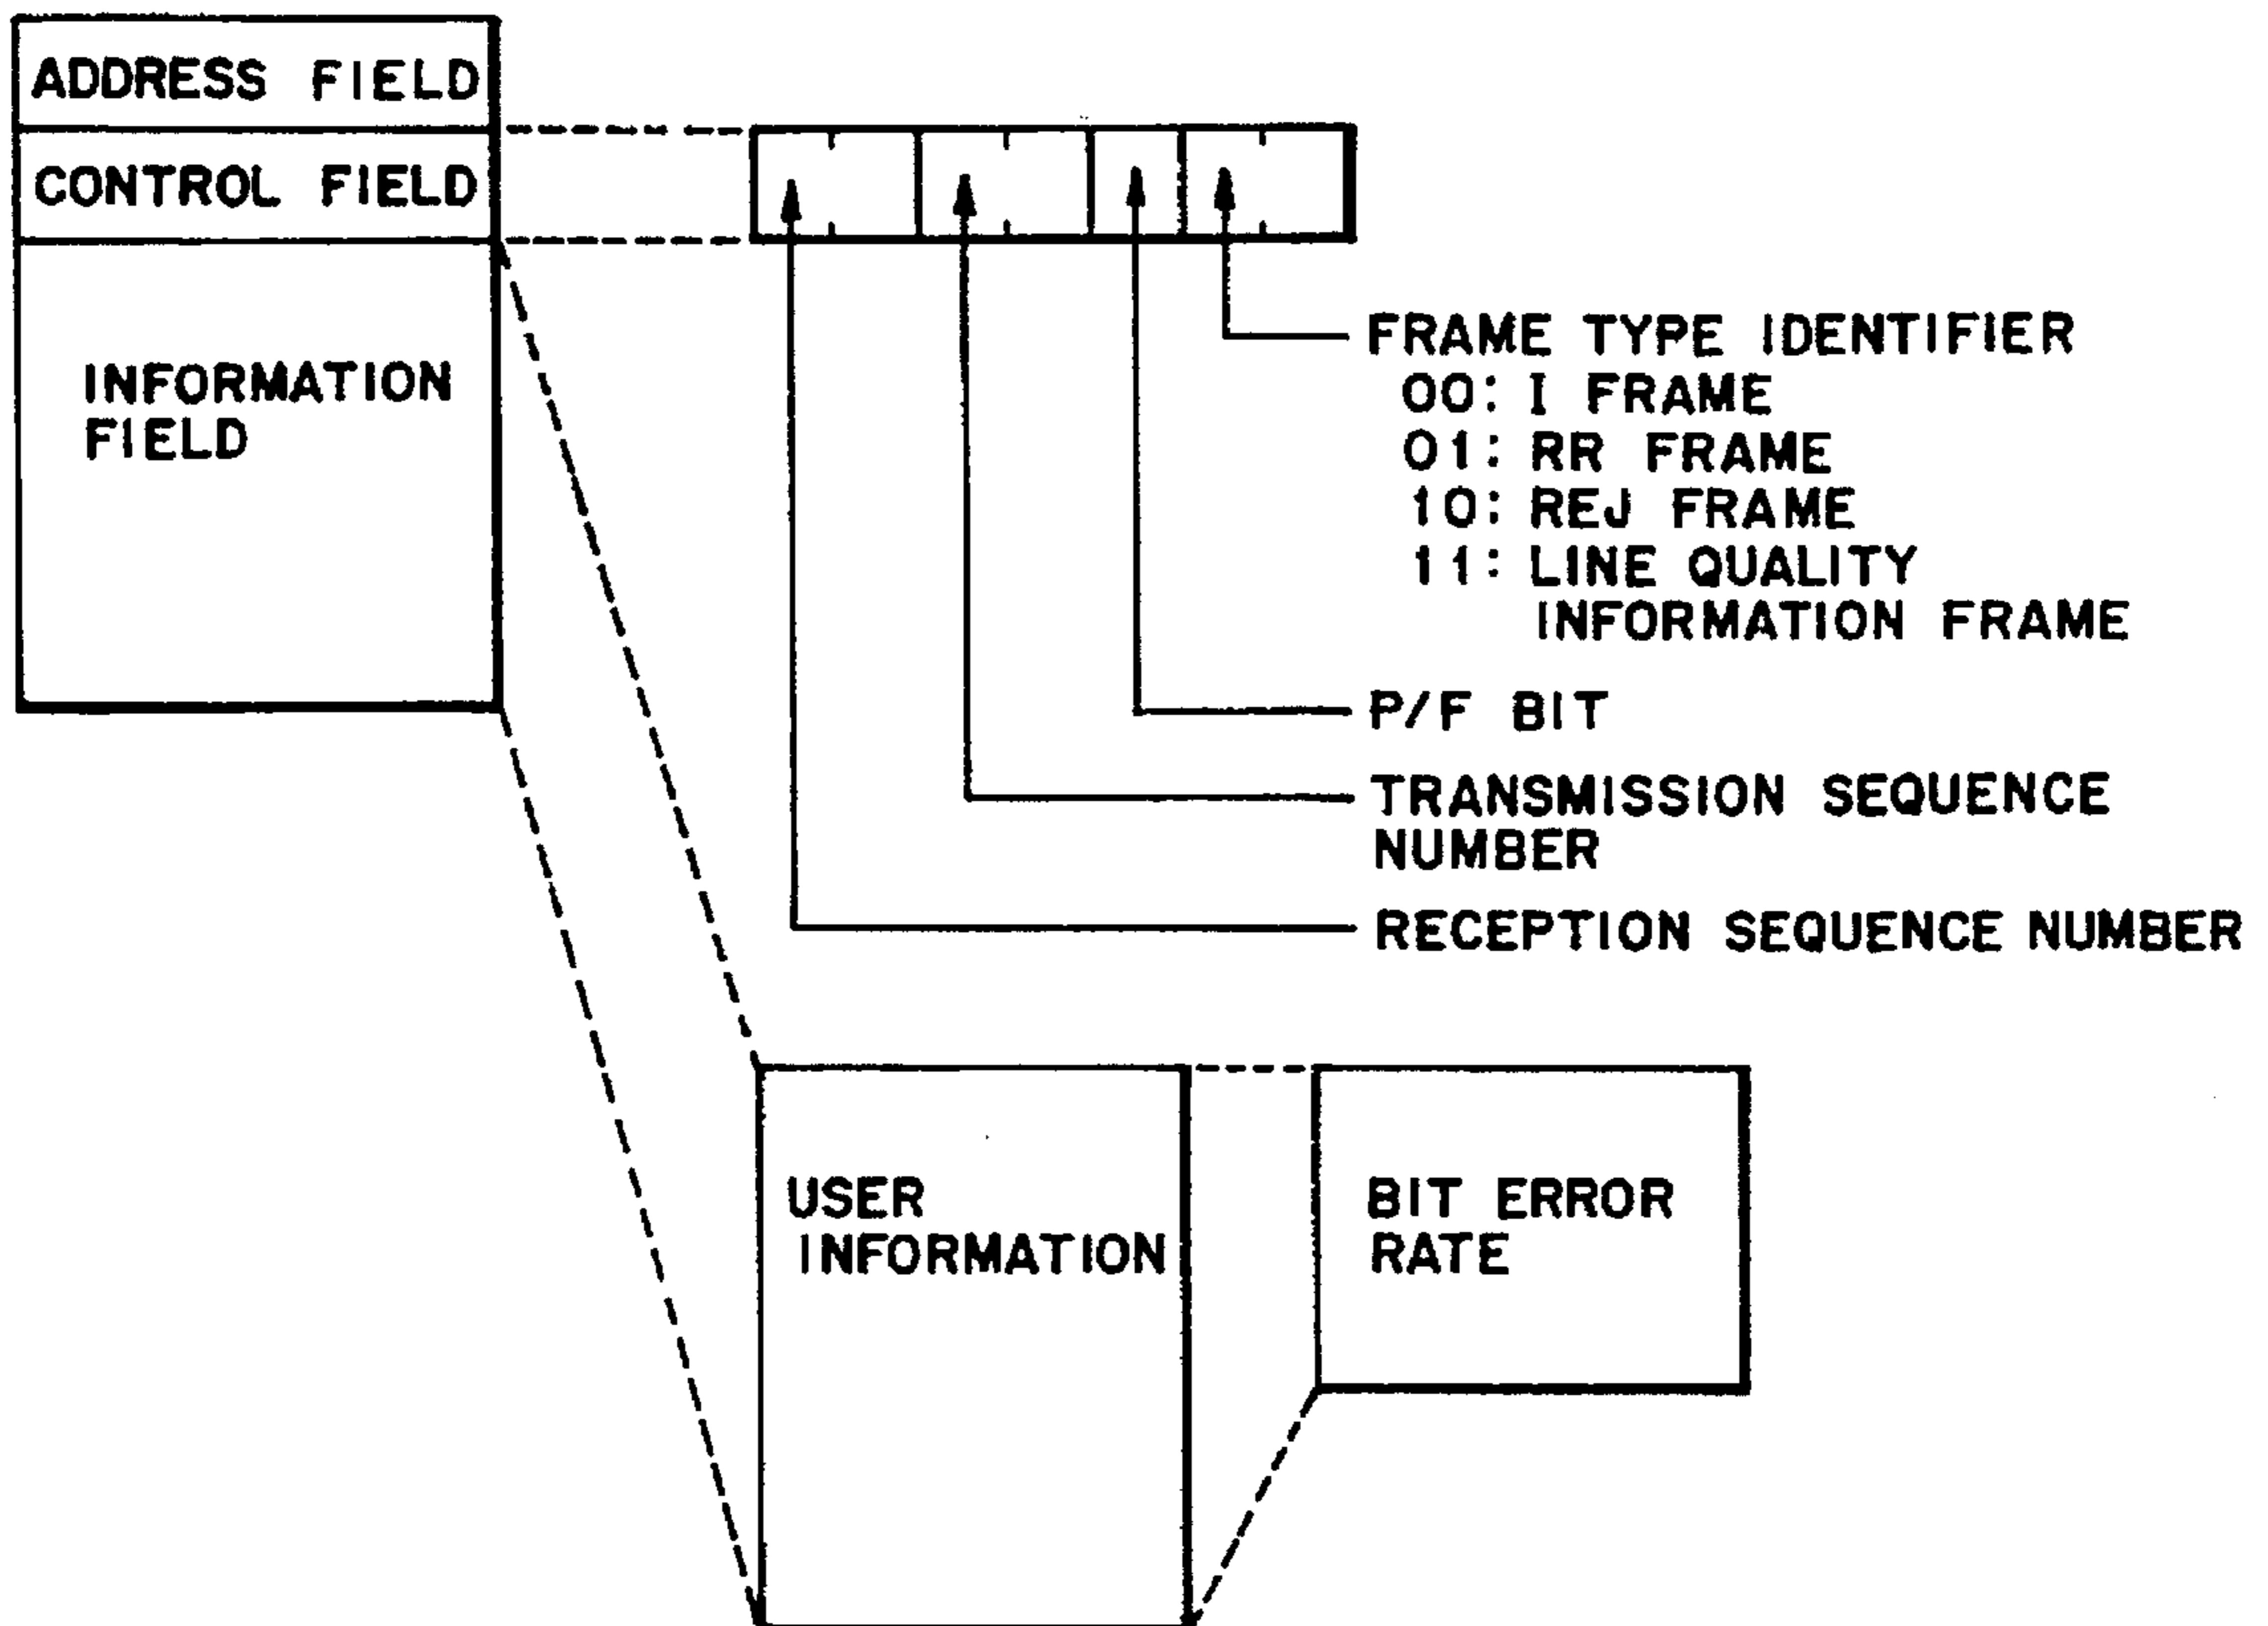 ADDRESS FIELD
CONTROL FIELD
INFORMATION
FIELD
FRAME TYPE IDENTIFIER
00: I FRAME
01: RR FRAME
10: REJ FRAME
11: LINE QUALITY
INFORMATION FRAME
P/F BIT
TRANSMISSION SEQUENCE
NUMBER
RECEPTION SEQUENCE NUMBER
USER
INFORMATION
BIT ERROR
RATE